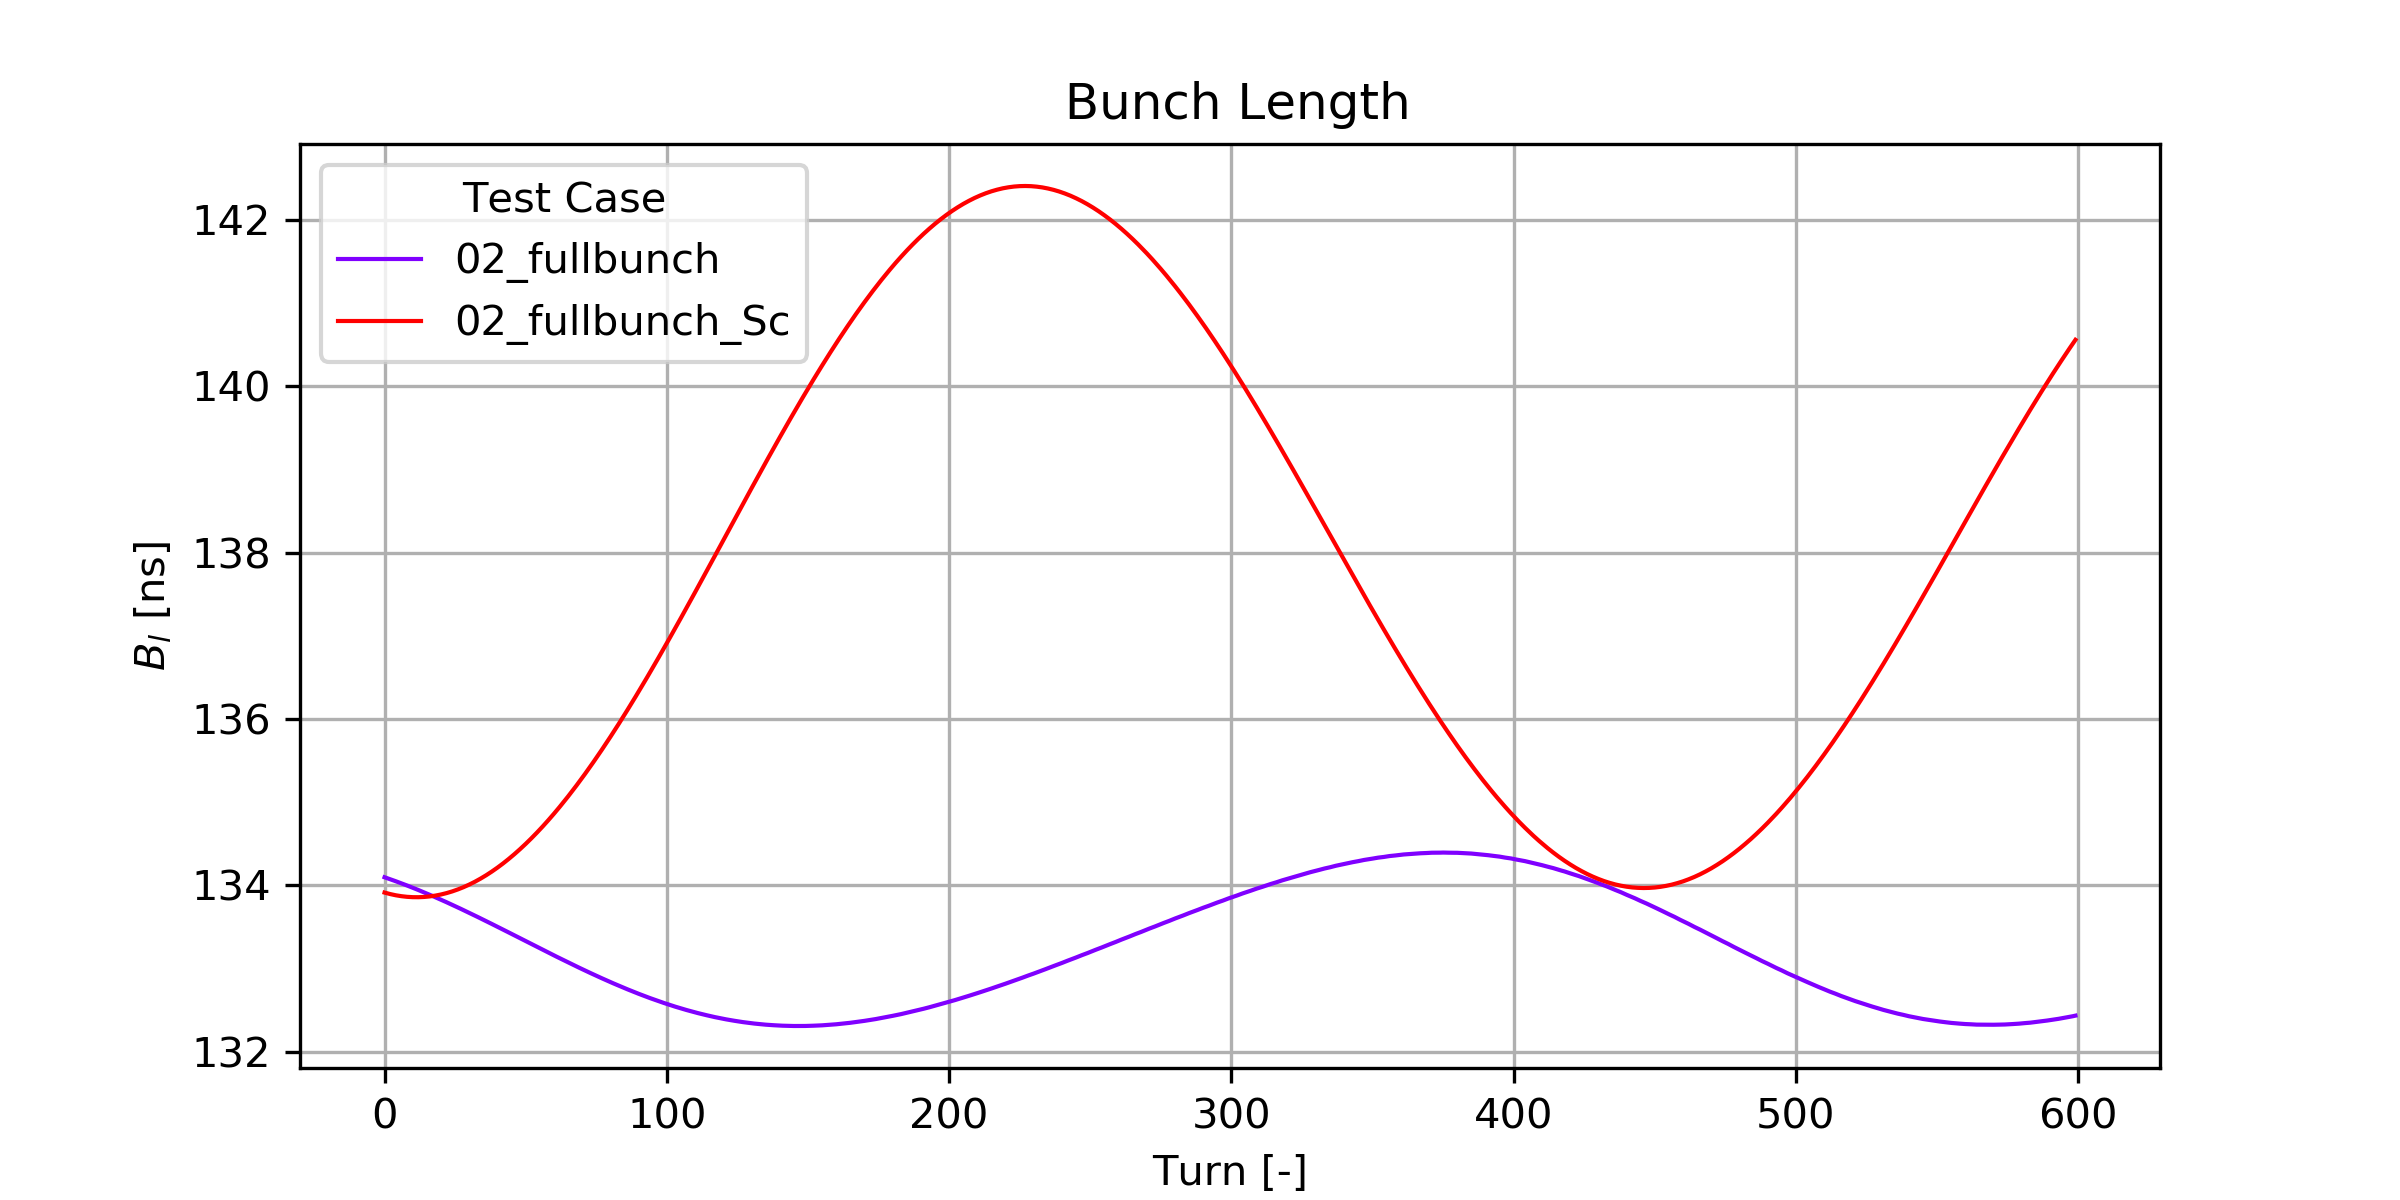 Bunch Length
Test Case
02_fullbunch
02_fullbunch_Sc
142
140
138
136
134
132
B_l [ns]
0 100 200 300 400 500 600
Turn [-]